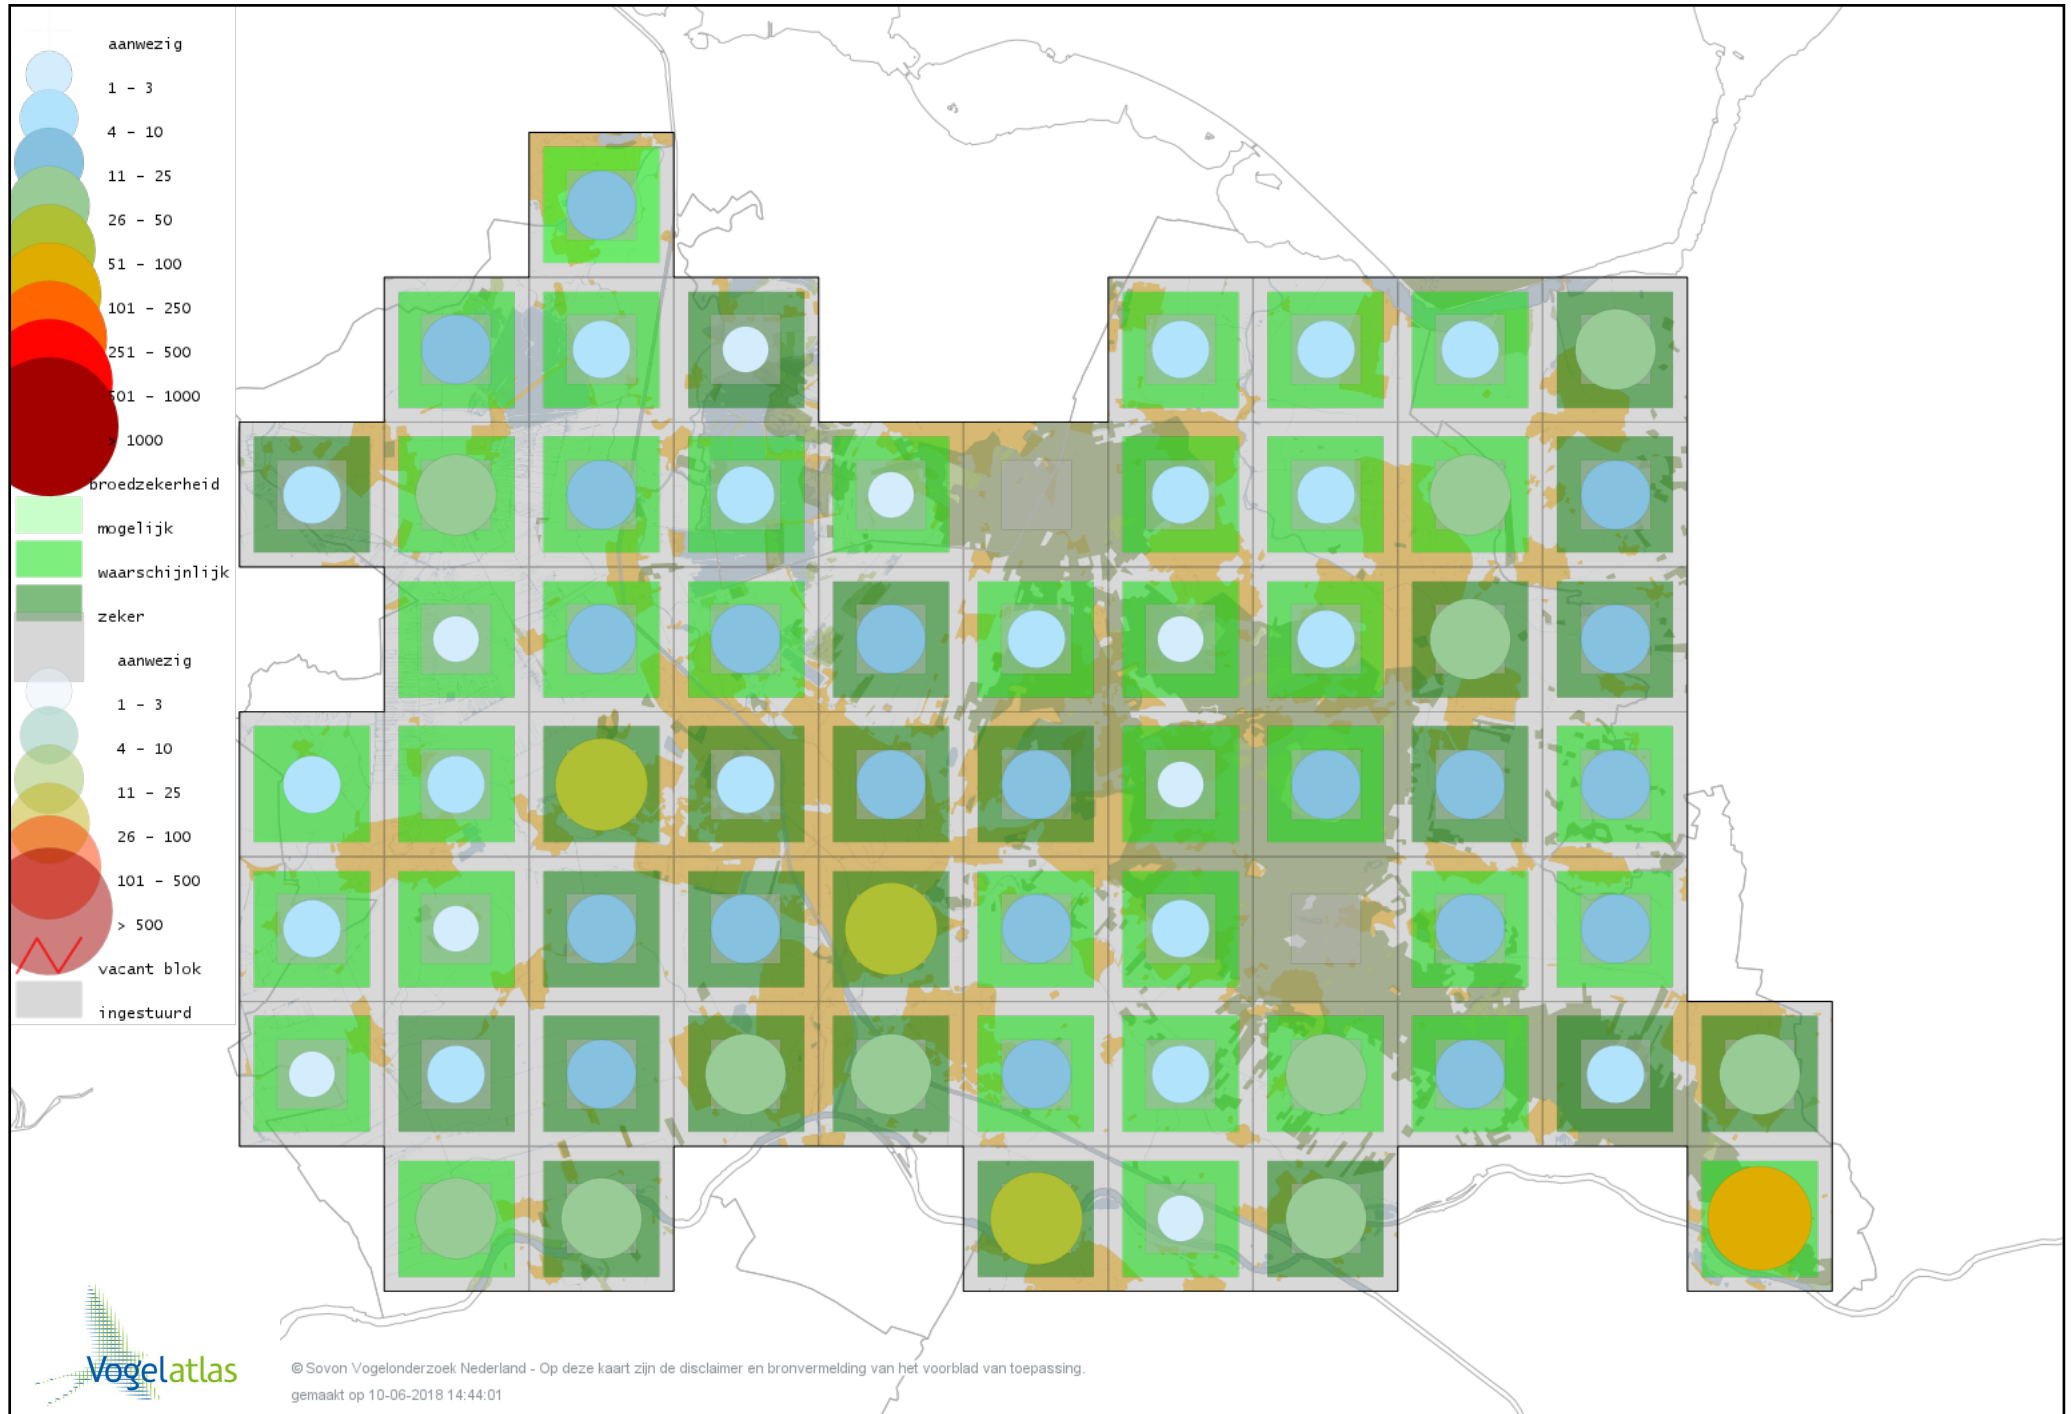 aanwezig
1 - 3
4 - 10
11 - 25
26 - 50
51 - 100
101 - 250
251 - 500
501 - 1000
> 1000
broedzekerheid
mogelijk
waarschijnlijk
zeker
aanwezig
1 - 3
4 - 10
11 - 25
26 - 100
101 - 500
> 500
vacant blok
ingestuurd
Vogelatlas
© Sovon Vogelonderzoek Nederland - Op deze kaart zijn de disclaimer en bronvermelding van het voorblad van toepassing.
gemaakt op 10-06-2018 14:44:01